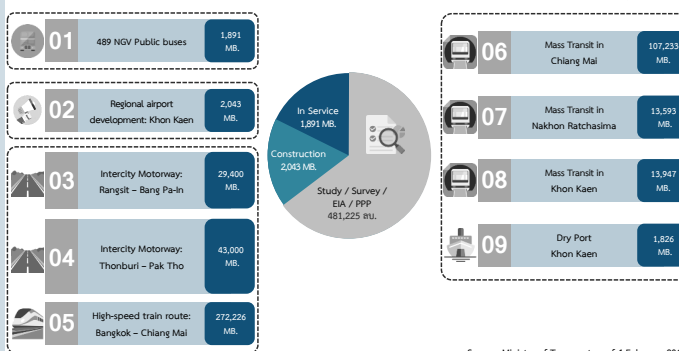 01
489 NGV Public buses
1,891
MB.
02
Regional airport
development: Khon Kaen
2,043
MB.
03
Intercity Motorway:
Rangsit – Bang Pa-In
29,400
MB.
04
Intercity Motorway:
Thonburi – Pak Tho
43,000
MB.
05
High-speed train route:
Bangkok – Chiang Mai
272,226
MB.
In Service
1,891 MB.
Construction
2,043 MB.
Study / Survey /
EIA / PPP
481,225 ลบ.
06
Mass Transit in
Chiang Mai
107,233
MB.
07
Mass Transit in
Nakhon Ratchasima
13,593
MB.
08
Mass Transit in
Khon Kaen
13,947
MB.
09
Dry Port
Khon Kaen
1,826
MB.